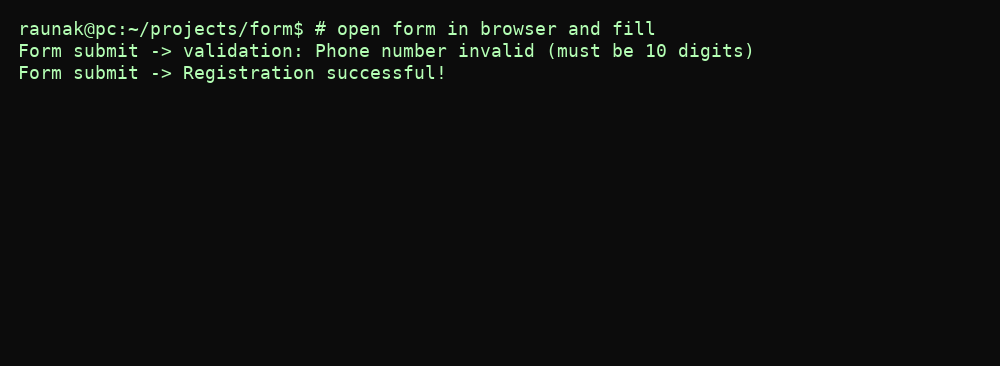 raunak@pc:~/projects/form$ # open form in browser and fill
Form submit -> validation: Phone number invalid (must be 10 digits)
Form submit -> Registration successful!